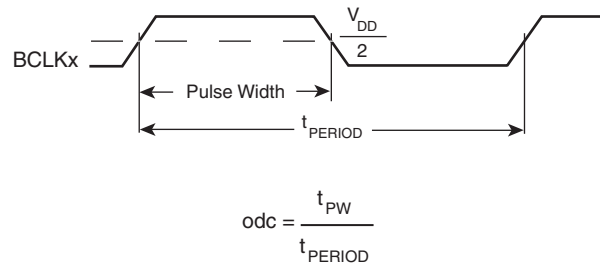 V_DD
2
BCLKx
Pulse Width
t_PERIOD
odc = t_PW
t_PERIOD